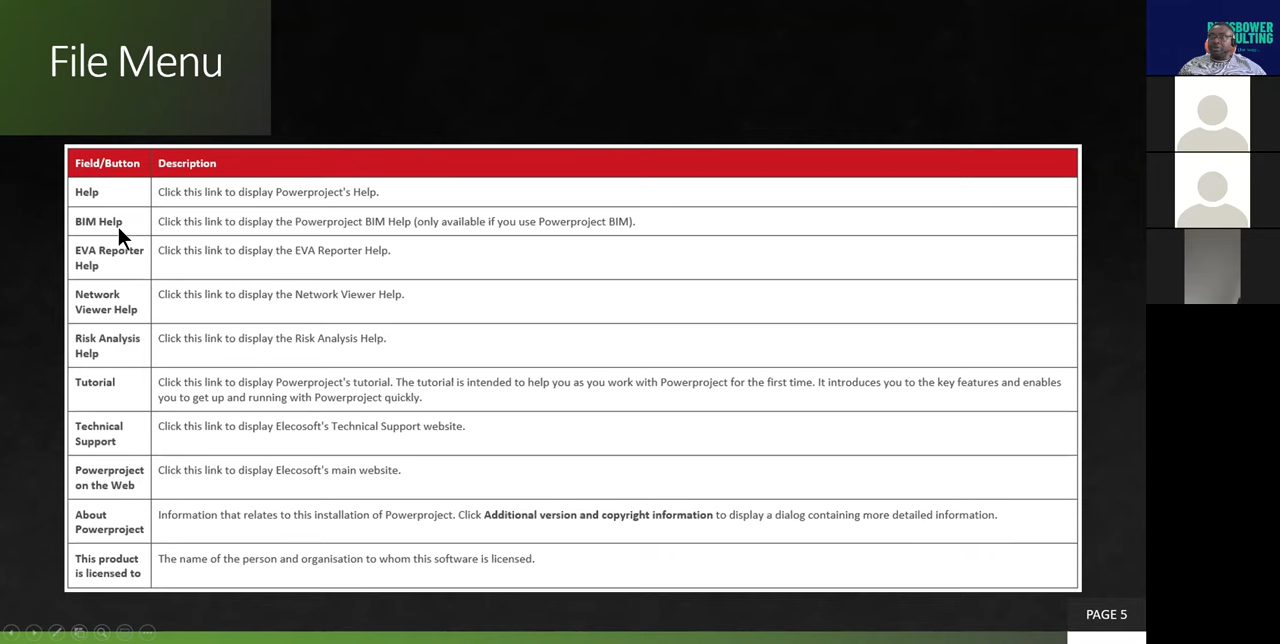 File Menu
Field/Button Description
Help Click this link to display Powerproject's Help.
BIM Help Click this link to display the Powerproject BIM Help (only available if you use Powerproject BIM).
EVA Reporter Click this link to display the EVA Reporter Help.
Help
Network Click this link to display the Network Viewer Help.
Viewer Help
Risk Analysis Click this link to display the Risk Analysis Help.
Help
Tutorial Click this link to display Powerproject's tutorial. The tutorial is intended to help you as you work with Powerproject for the first time. It introduces you to the key features and enables
you to get up and running with Powerproject quickly.
Technical Click this link to display Elecosoft's Technical Support website.
Support
Powerproject Click this link to display Elecosoft's main website.
on the Web
About Information that relates to this installation of Powerproject. Click Additional version and copyright information to display a dialog containing more detailed information.
Powerproject
This product The name of the person and organisation to whom this software is licensed.
is licensed to
PAGE 5